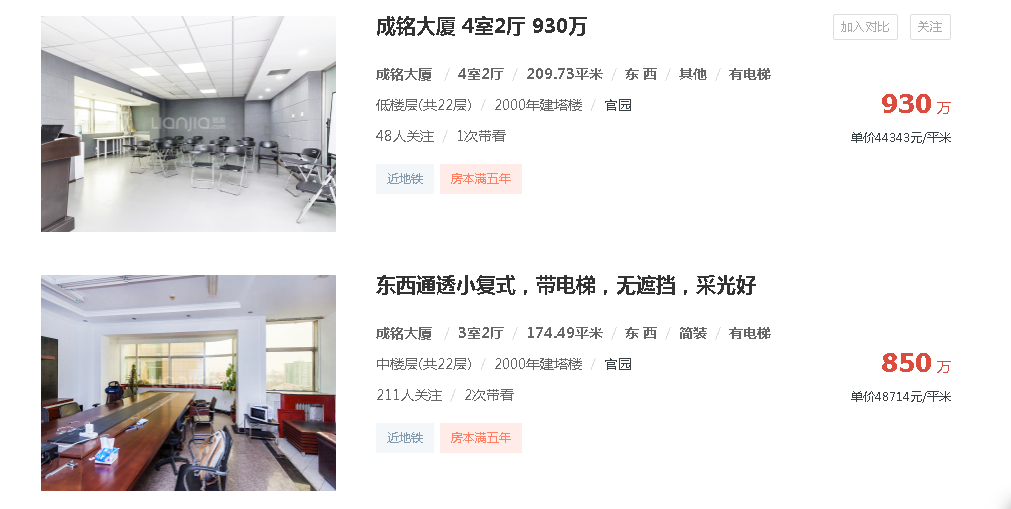 成铭大厦 4室2厅 930万
加入对比 关注
成铭大厦 / 4室2厅 / 209.73平米 / 东 西 / 其他 / 有电梯
930 万
低楼层(共22层) / 2000年建塔楼 / 官园
48人关注 / 1次带看
单价44343元/平米
近地铁 房本满五年
Lianjia
东西通透小复式，带电梯，无遮挡，采光好
成铭大厦 / 3室2厅 / 174.49平米 / 东 西 / 简装 / 有电梯
850 万
中楼层(共22层) / 2000年建塔楼 / 官园
211人关注 / 2次带看
单价48714元/平米
近地铁 房本满五年